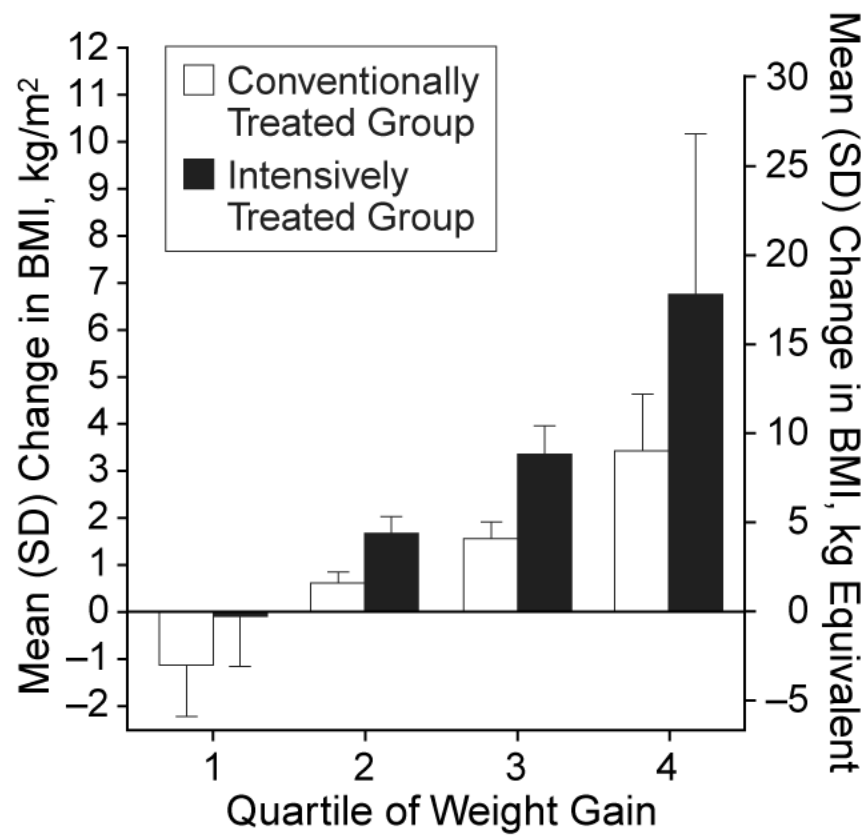 Mean (SD) Change in BMI, kg/m²
12
11
10
9
8
7
6
5
4
3
2
1
0
–1
–2
Conventionally
Treated Group
Intensively
Treated Group
30
25
20
15
10
5
0
–5
Mean (SD) Change in BMI, kg Equivalent
1 2 3 4
Quartile of Weight Gain